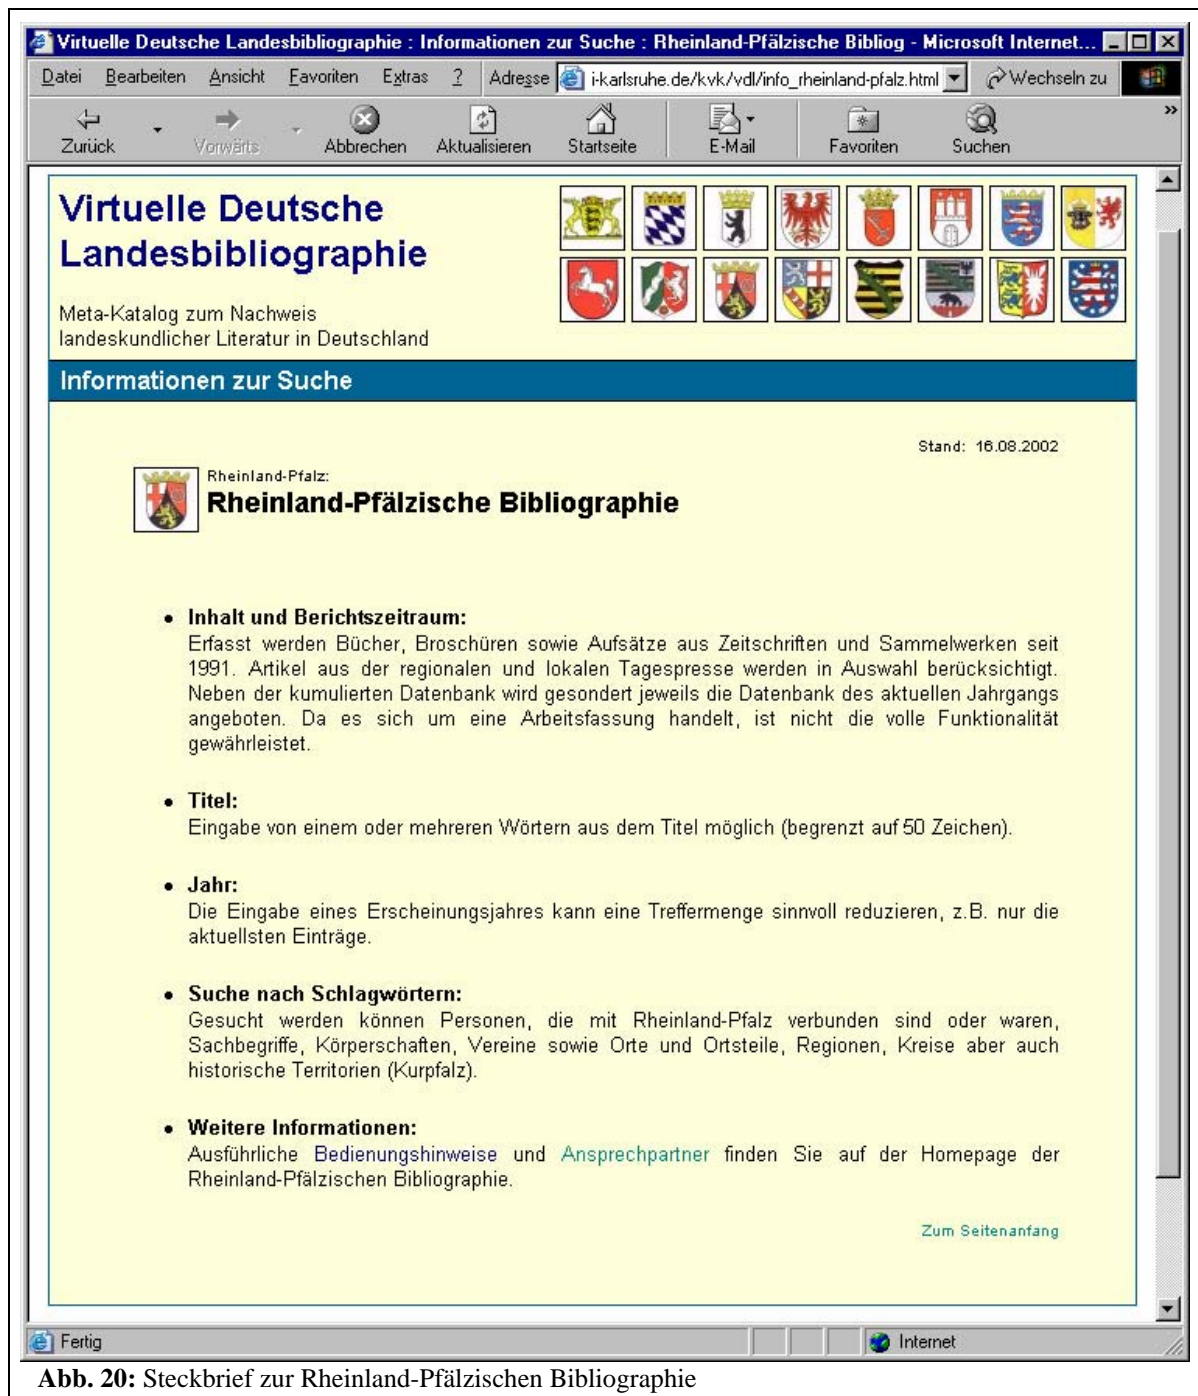 Virtuelle Deutsche Landesbibliographie : Informationen zur Suche : Rheinland-Pfälzische Bibliog - Microsoft Internet...
Datei Bearbeiten Ansicht Favoriten Extras ? Adresse i-karlsruhe.de/kvk/vdl/info_rheinland-pfalz.html Wechseln zu
Zurück Vorwärts Abbrechen Aktualisieren Startseite E-Mail Favoriten Suchen »
Virtuelle Deutsche
Landesbibliographie
Meta-Katalog zum Nachweis
landeskundlicher Literatur in Deutschland
Informationen zur Suche
Stand: 16.08.2002
Rheinland-Pfalz:
Rheinland-Pfälzische Bibliographie
• Inhalt und Berichtszeitraum:
Erfasst werden Bücher, Broschüren sowie Aufsätze aus Zeitschriften und Sammelwerken seit
1991. Artikel aus der regionalen und lokalen Tagespresse werden in Auswahl berücksichtigt.
Neben der kumulierten Datenbank wird gesondert jeweils die Datenbank des aktuellen Jahrgangs
angeboten. Da es sich um eine Arbeitsfassung handelt, ist nicht die volle Funktionalität
gewährleistet.
• Titel:
Eingabe von einem oder mehreren Wörtern aus dem Titel möglich (begrenzt auf 50 Zeichen).
• Jahr:
Die Eingabe eines Erscheinungsjahres kann eine Treffermenge sinnvoll reduzieren, z.B. nur die
aktuellsten Einträge.
• Suche nach Schlagwörtern:
Gesucht werden können Personen, die mit Rheinland-Pfalz verbunden sind oder waren,
Sachbegriffe, Körperschaften, Vereine sowie Orte und Ortsteile, Regionen, Kreise aber auch
historische Territorien (Kurpfalz).
• Weitere Informationen:
Ausführliche Bedienungshinweise und Ansprechpartner finden Sie auf der Homepage der
Rheinland-Pfälzischen Bibliographie.
Zum Seitenanfang
Fertig Internet
Abb. 20: Steckbrief zur Rheinland-Pfälzischen Bibliographie